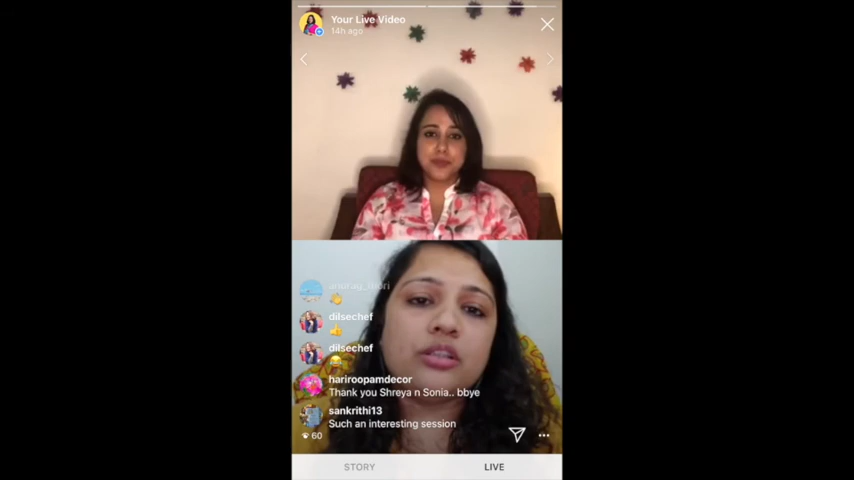 Your Live Video
14h ago
dilsechef
dilsechef
hariroopamdecor
Thank you Shreya n Sonia.. bbye
sankrithi13
Such an interesting session
60
STORY
LIVE